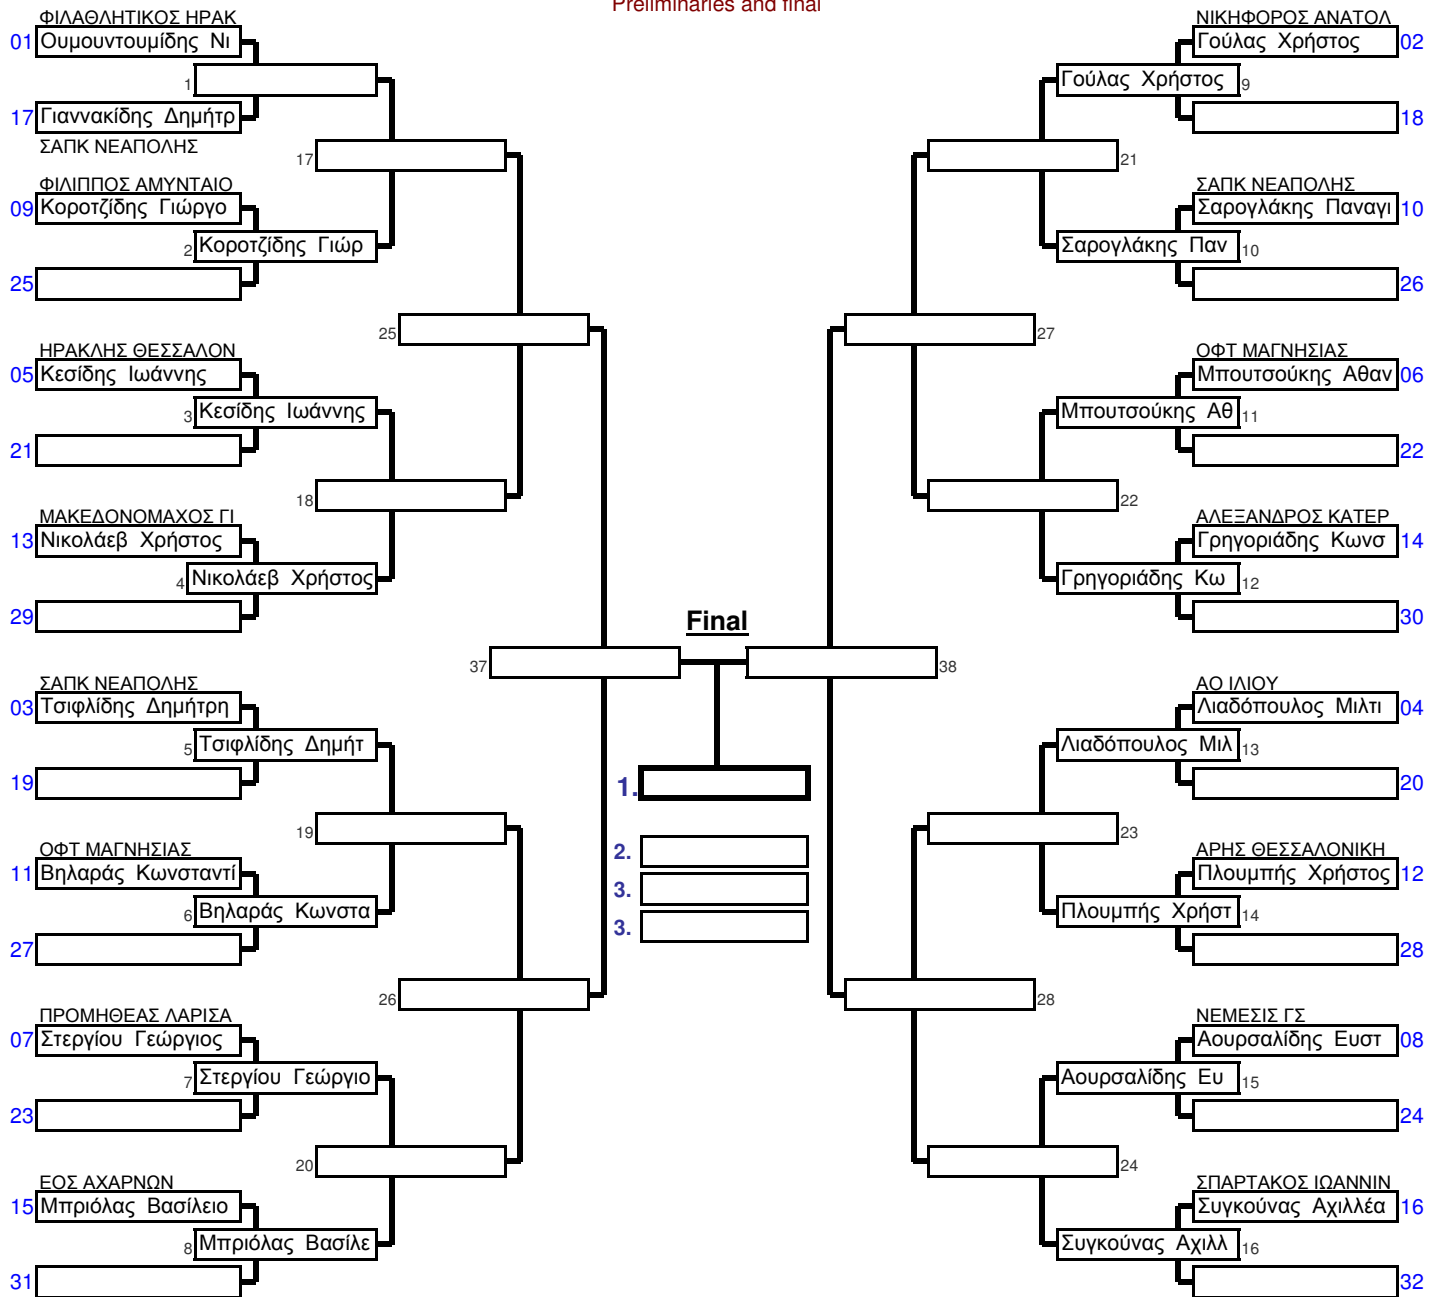 Preliminaries and final
ΦΙΛΑΘΛΗΤΙΚΟΣ ΗΡΑΚ
01 Ουμουντουμίδης Νι
1
17 Γιαννακίδης Δημήτρ
ΣΑΠΚ ΝΕΑΠΟΛΗΣ
17
ΦΙΛΙΠΠΟΣ ΑΜΥΝΤΑΙΟ
09 Κοροτζίδης Γιώργο
2 Κοροτζίδης Γιώρ
25
25
ΗΡΑΚΛΗΣ ΘΕΣΣΑΛΟΝ
05 Κεσίδης Ιωάννης
3 Κεσίδης Ιωάννης
21
18
ΜΑΚΕΔΟΝΟΜΑΧΟΣ ΓΙ
13 Νικολάεβ Χρήστος
4 Νικολάεβ Χρήστος
29
37
ΣΑΠΚ ΝΕΑΠΟΛΗΣ
03 Τσιφλίδης Δημήτρη
5 Τσιφλίδης Δημήτ
19
19
ΟΦΤ ΜΑΓΝΗΣΙΑΣ
11 Βηλαράς Κωνσταντί
6 Βηλαράς Κωνστα
27
26
ΠΡΟΜΗΘΕΑΣ ΛΑΡΙΣΑ
07 Στεργίου Γεώργιος
7 Στεργίου Γεώργιο
23
20
ΕΟΣ ΑΧΑΡΝΩΝ
15 Μπριόλας Βασίλειο
8 Μπριόλας Βασίλε
31
Final
1.
2.
3.
3.
ΝΙΚΗΦΟΡΟΣ ΑΝΑΤΟΛ
Γούλας Χρήστος 02
Γούλας Χρήστος 9
18
21
ΣΑΠΚ ΝΕΑΠΟΛΗΣ
Σαρογλάκης Παναγι 10
Σαρογλάκης Παν 10
26
27
ΟΦΤ ΜΑΓΝΗΣΙΑΣ
Μπουτσούκης Αθαν 06
Μπουτσούκης Αθ 11
22
22
ΑΛΕΞΑΝΔΡΟΣ ΚΑΤΕΡ
Γρηγοριάδης Κωνσ 14
Γρηγοριάδης Κω 12
30
38
ΑΟ ΙΛΙΟΥ
Λιαδόπουλος Μιλτι 04
Λιαδόπουλος Μιλ 13
20
23
ΑΡΗΣ ΘΕΣΣΑΛΟΝΙΚΗ
Πλουμπής Χρήστος 12
Πλουμπής Χρήστ 14
28
28
ΝΕΜΕΣΙΣ ΓΣ
Αουρσαλίδης Ευστ 08
Αουρσαλίδης Ευ 15
24
24
ΣΠΑΡΤΑΚΟΣ ΙΩΑΝΝΙΝ
Συγκούνας Αχιλλέα 16
Συγκούνας Αχιλλ 16
32